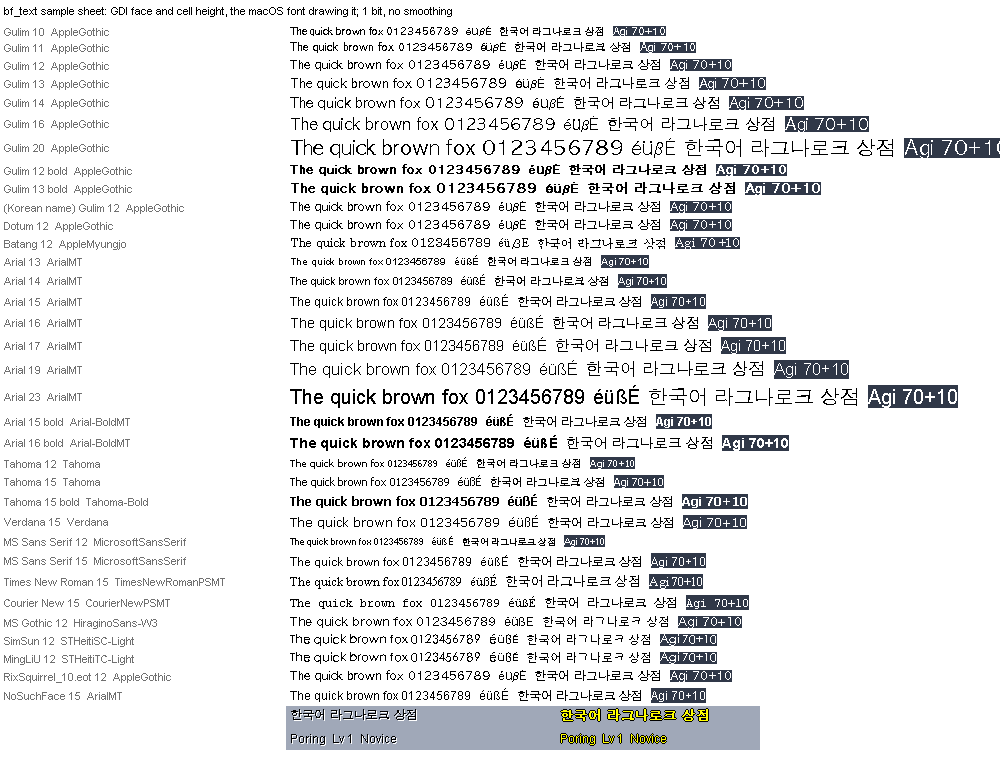 bf_text sample sheet: GDI face and cell height, the macOS font drawing it; 1 bit, no smoothing
Gulim 10 AppleGothic The quick brown fox 0123456789 éüβÉ 한국어 라그나로크 상점 Agi 70+10
Gulim 11 AppleGothic The quick brown fox 0123456789 éüβÉ 한국어 라그나로크 상점 Agi 70+10
Gulim 12 AppleGothic The quick brown fox 0123456789 éüβÉ 한국어 라그나로크 상점 Agi 70+10
Gulim 13 AppleGothic The quick brown fox 0123456789 éüβÉ 한국어 라그나로크 상점 Agi 70+10
Gulim 14 AppleGothic The quick brown fox 0123456789 éüβÉ 한국어 라그나로크 상점 Agi 70+10
Gulim 16 AppleGothic The quick brown fox 0123456789 éüβÉ 한국어 라그나로크 상점 Agi 70+10
Gulim 20 AppleGothic The quick brown fox 0123456789 éüβÉ 한국어 라그나로크 상점 Agi 70+10
Gulim 12 bold AppleGothic The quick brown fox 0123456789 éüβÉ 한국어 라그나로크 상점 Agi 70+10
Gulim 13 bold AppleGothic The quick brown fox 0123456789 éüβÉ 한국어 라그나로크 상점 Agi 70+10
(Korean name) Gulim 12 AppleGothic The quick brown fox 0123456789 éüβÉ 한국어 라그나로크 상점 Agi 70+10
Dotum 12 AppleGothic The quick brown fox 0123456789 éüβÉ 한국어 라그나로크 상점 Agi 70+10
Batang 12 AppleMyungjo The quick brown fox 0123456789 éüβÉ 한국어 라그나로크 상점 Agi 70+10
Arial 13 ArialMT The quick brown fox 0123456789 éüßÉ 한국어 라그나로크 상점 Agi 70+10
Arial 14 ArialMT The quick brown fox 0123456789 éüßÉ 한국어 라그나로크 상점 Agi 70+10
Arial 15 ArialMT The quick brown fox 0123456789 éüßÉ 한국어 라그나로크 상점 Agi 70+10
Arial 16 ArialMT The quick brown fox 0123456789 éüßÉ 한국어 라그나로크 상점 Agi 70+10
Arial 17 ArialMT The quick brown fox 0123456789 éüßÉ 한국어 라그나로크 상점 Agi 70+10
Arial 19 ArialMT The quick brown fox 0123456789 éüßÉ 한국어 라그나로크 상점 Agi 70+10
Arial 23 ArialMT The quick brown fox 0123456789 éüßÉ 한국어 라그나로크 상점 Agi 70+10
Arial 15 bold Arial-BoldMT The quick brown fox 0123456789 éüßÉ 한국어 라그나로크 상점 Agi 70+10
Arial 16 bold Arial-BoldMT The quick brown fox 0123456789 éüßÉ 한국어 라그나로크 상점 Agi 70+10
Tahoma 12 Tahoma The quick brown fox 0123456789 éüßÉ 한국어 라그나로크 상점 Agi 70+10
Tahoma 15 Tahoma The quick brown fox 0123456789 éüßÉ 한국어 라그나로크 상점 Agi 70+10
Tahoma 15 bold Tahoma-Bold The quick brown fox 0123456789 éüßÉ 한국어 라그나로크 상점 Agi 70+10
Verdana 15 Verdana The quick brown fox 0123456789 éüßÉ 한국어 라그나로크 상점 Agi 70+10
MS Sans Serif 12 MicrosoftSansSerif The quick brown fox 0123456789 éüßÉ 한국어 라그나로크 상점 Agi 70+10
MS Sans Serif 15 MicrosoftSansSerif The quick brown fox 0123456789 éüßÉ 한국어 라그나로크 상점 Agi 70+10
Times New Roman 15 TimesNewRomanPSMT The quick brown fox 0123456789 éüßÉ 한국어 라그나로크 상점 Agi 70+10
Courier New 15 CourierNewPSMT The quick brown fox 0123456789 éüßÉ 한국어 라그나로크 상점 Agi 70+10
MS Gothic 12 HiraginoSans-W3 The quick brown fox 0123456789 éüßÉ 한국어 라그나로크 상점 Agi 70+10
SimSun 12 STHeitiSC-Light The quick brown fox 0123456789 éüßÉ 한국어 라그나로크 상점 Agi 70+10
MingLiU 12 STHeitiTC-Light The quick brown fox 0123456789 éüßÉ 한국어 라그나로크 상점 Agi 70+10
RixSquirrel_10.eot 12 AppleGothic The quick brown fox 0123456789 éüβÉ 한국어 라그나로크 상점 Agi 70+10
NoSuchFace 15 ArialMT The quick brown fox 0123456789 éüßÉ 한국어 라그나로크 상점 Agi 70+10
한국어 라그나로크 상점 한국어 라그나로크 상점
Poring Lv1 Novice Poring Lv1 Novice